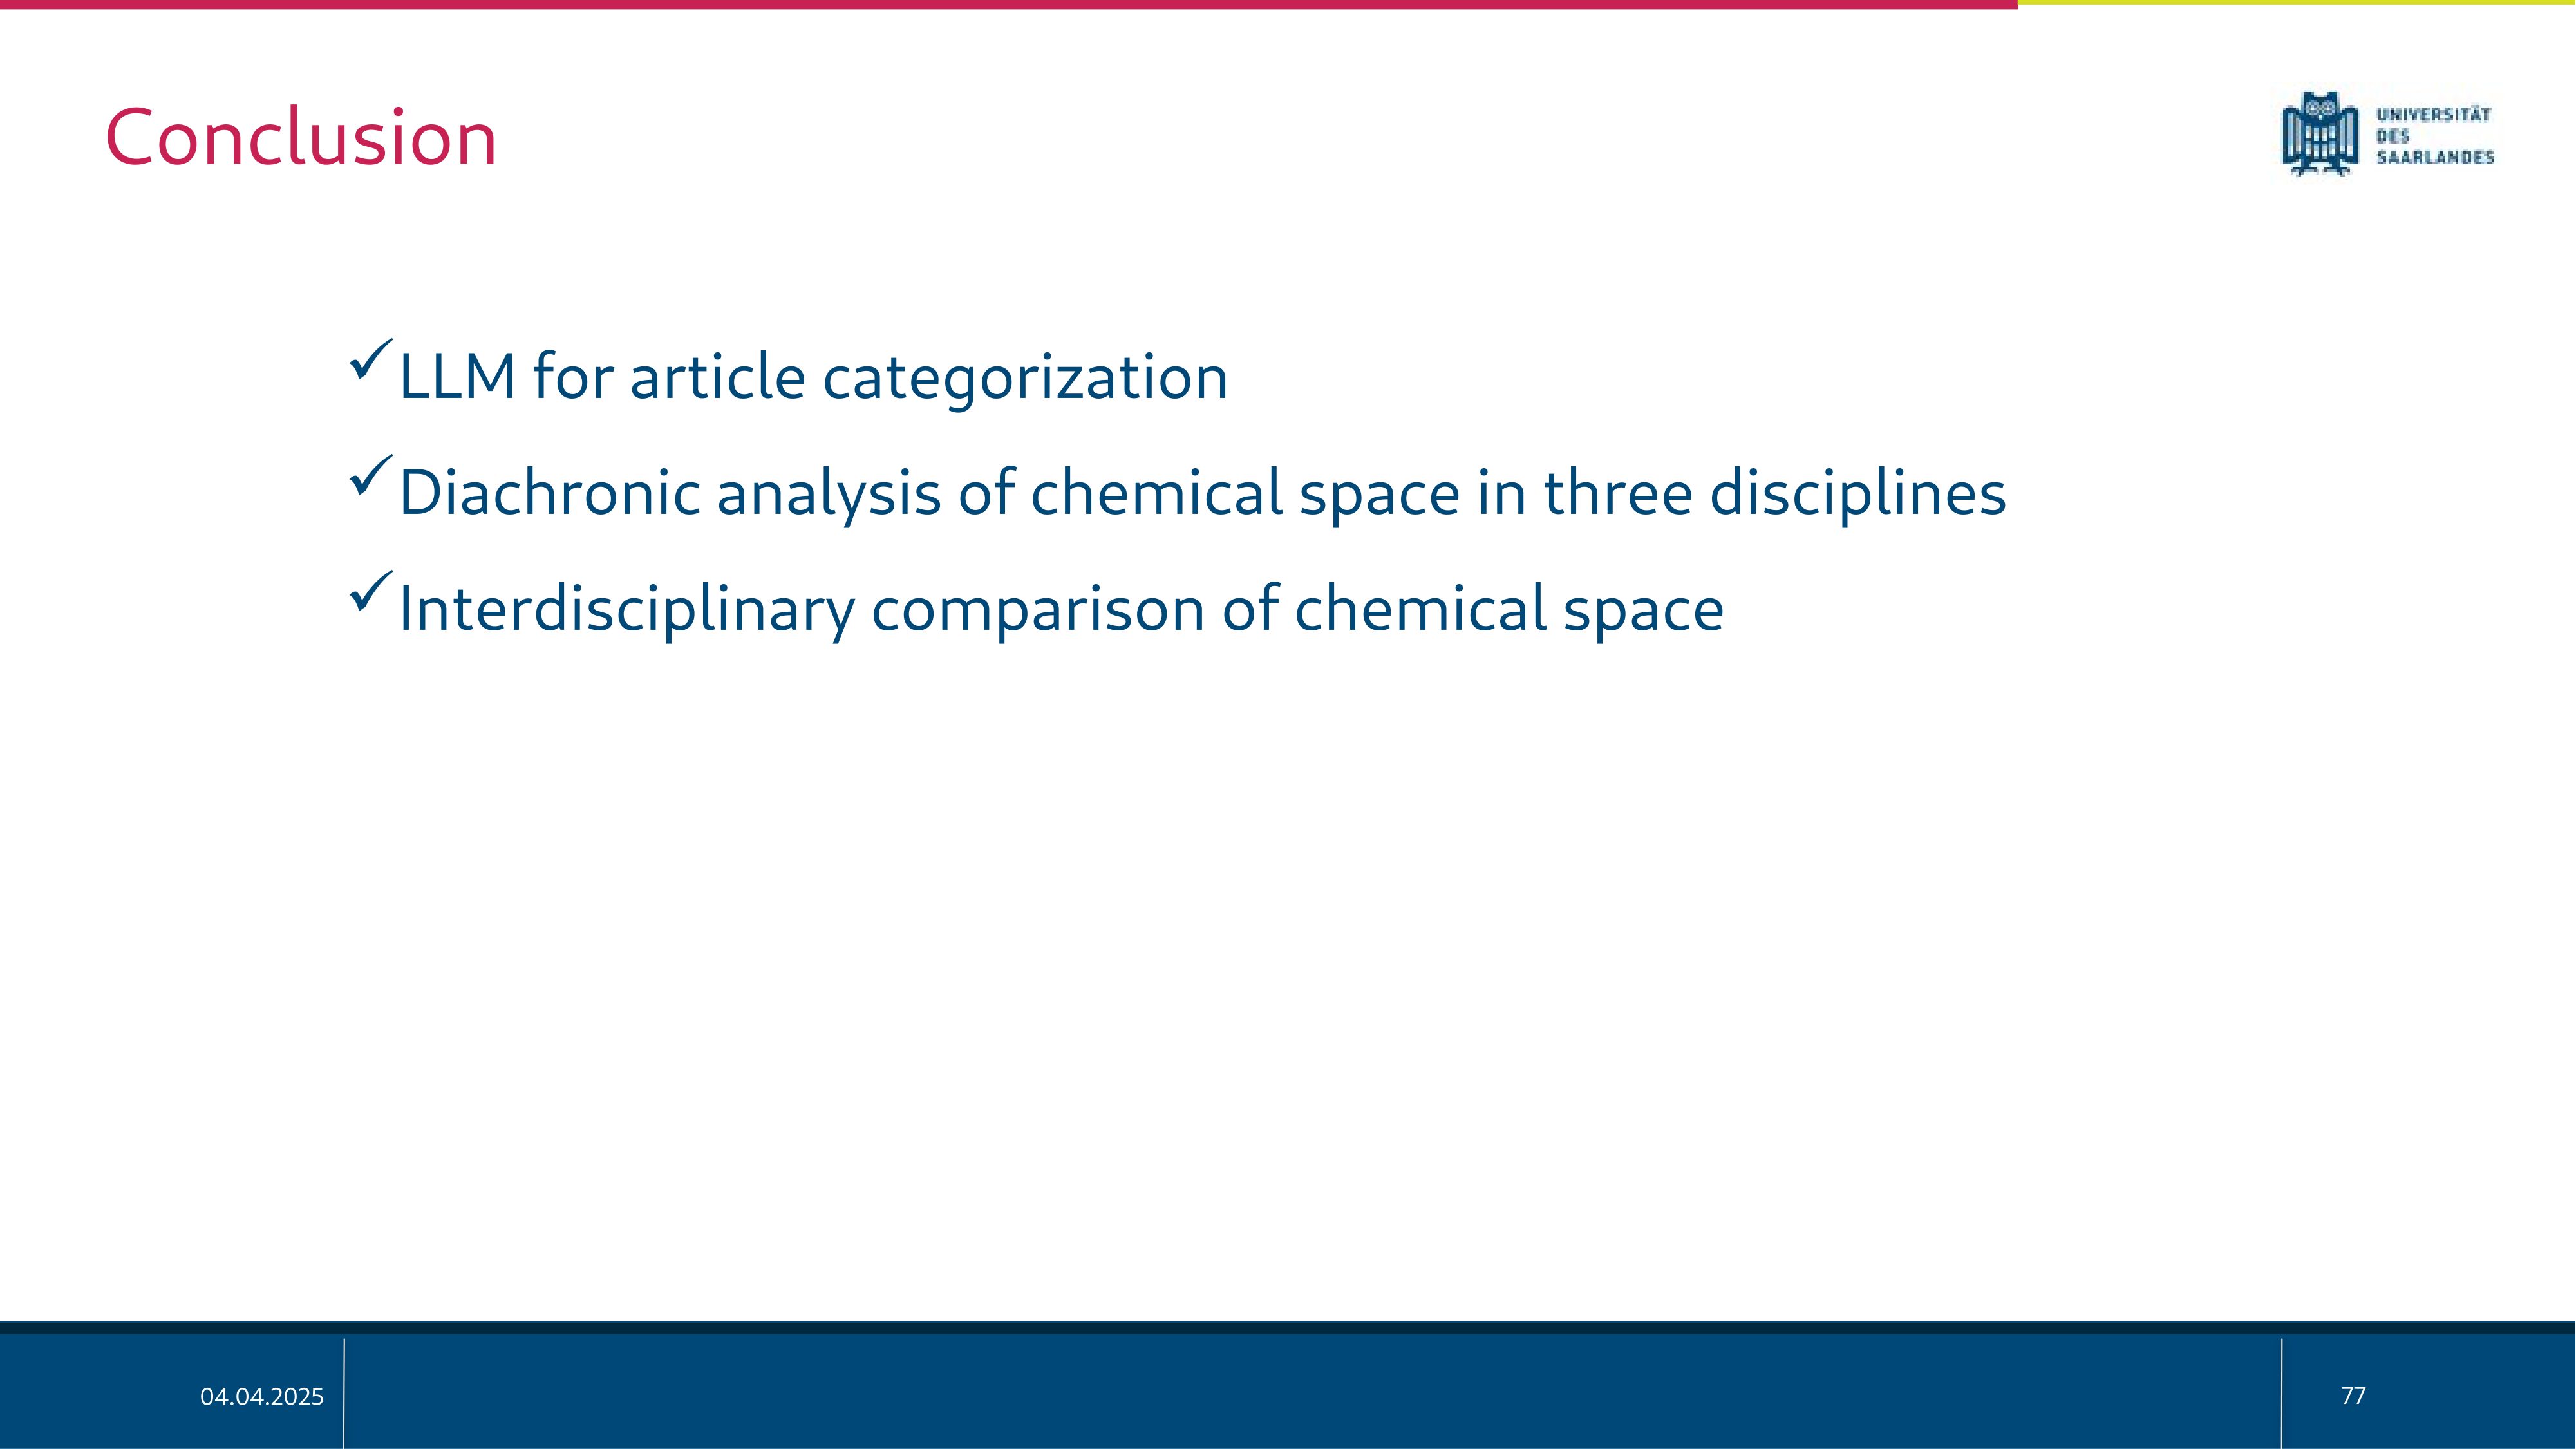 Conclusion
UNIVERSITÄT
DES
SAARLANDES
✓LLM for article categorization
✓Diachronic analysis of chemical space in three disciplines
✓Interdisciplinary comparison of chemical space
04.04.2025
77